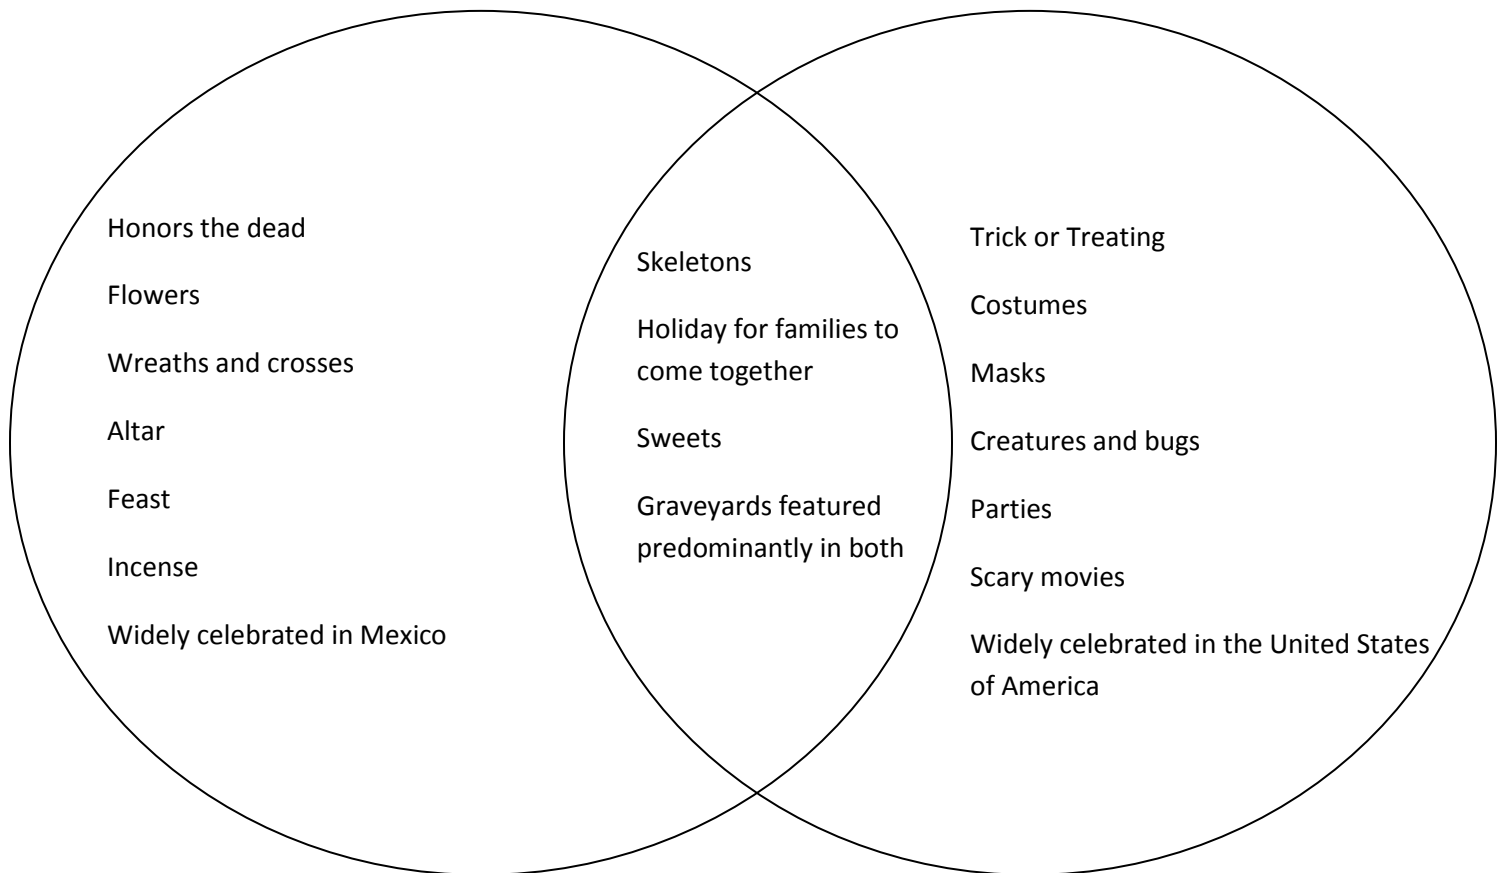 Honors the dead
Flowers
Wreaths and crosses
Altar
Feast
Incense
Widely celebrated in Mexico
Skeletons
Holiday for families to
come together
Sweets
Graveyards featured
predominantly in both
Trick or Treating
Costumes
Masks
Creatures and bugs
Parties
Scary movies
Widely celebrated in the United States
of America